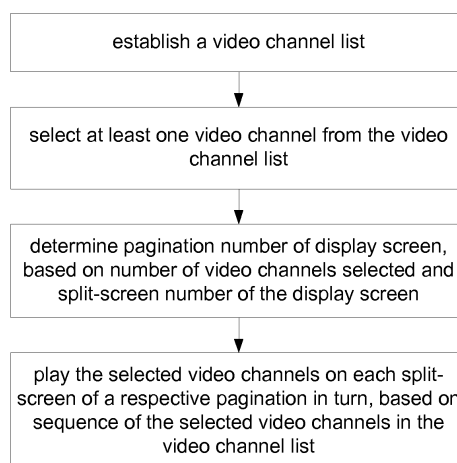 establish a video channel list
select at least one video channel from the video
channel list
determine pagination number of display screen,
based on number of video channels selected and
split-screen number of the display screen
play the selected video channels on each split-
screen of a respective pagination in turn, based on
sequence of the selected video channels in the
video channel list